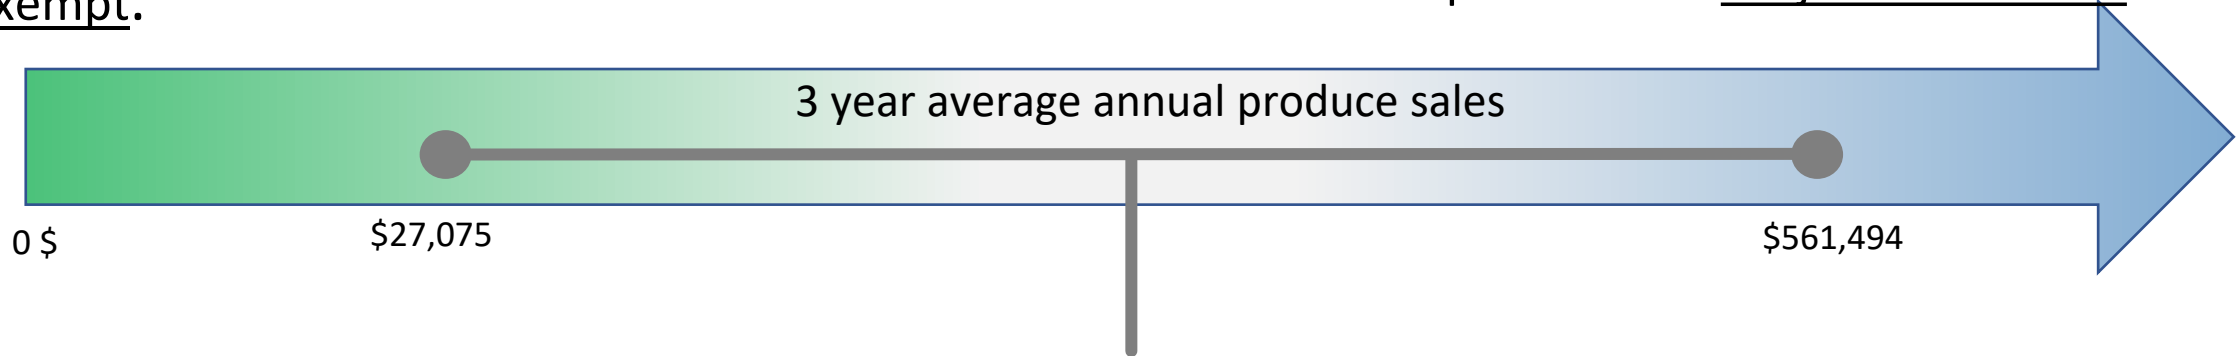 xempt.
3 year average annual produce sales
0 $
$27,075
$561,494